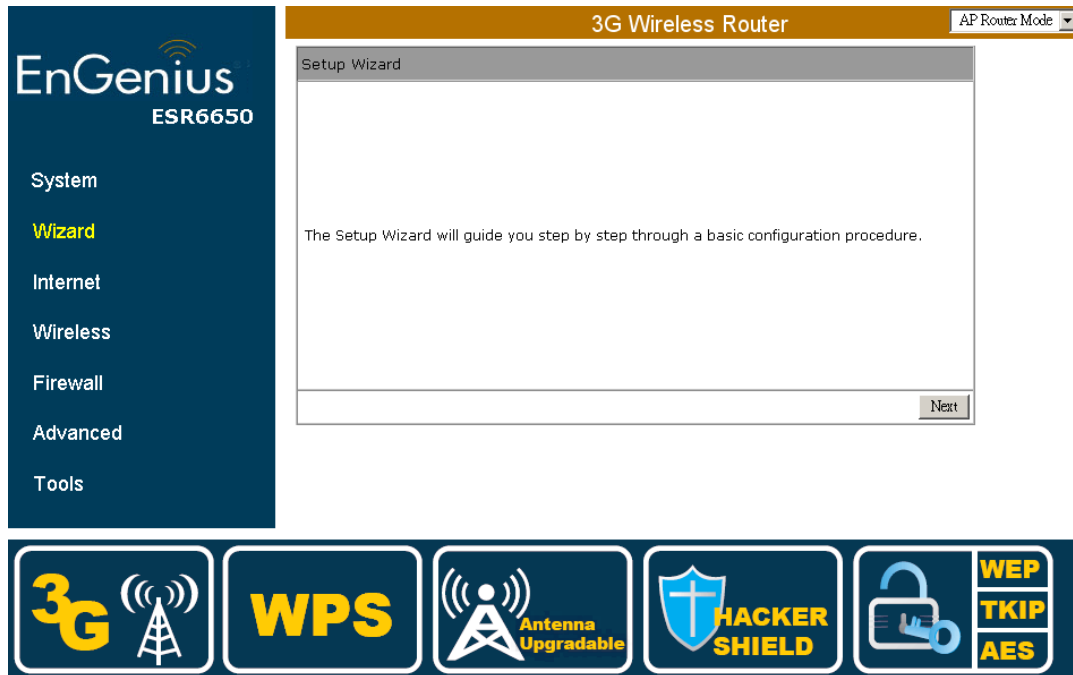 3G Wireless Router
AP Router Mode
EnGenius
ESR6650
System
Wizard
Internet
Wireless
Firewall
Advanced
Tools
Setup Wizard
The Setup Wizard will guide you step by step through a basic configuration procedure.
Next
3G
WPS
Antenna
Upgradable
HACKER
SHIELD
WEP
TKIP
AES